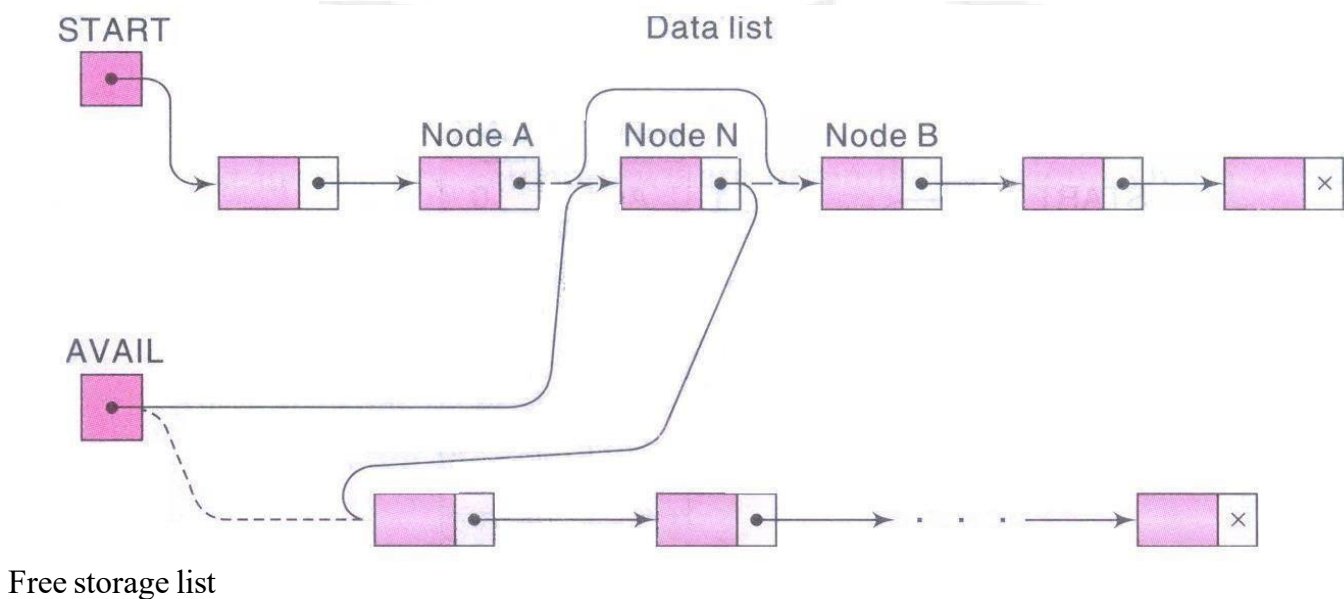 START
Data list
Node A
Node N
Node B
×
AVAIL
×
Free storage list